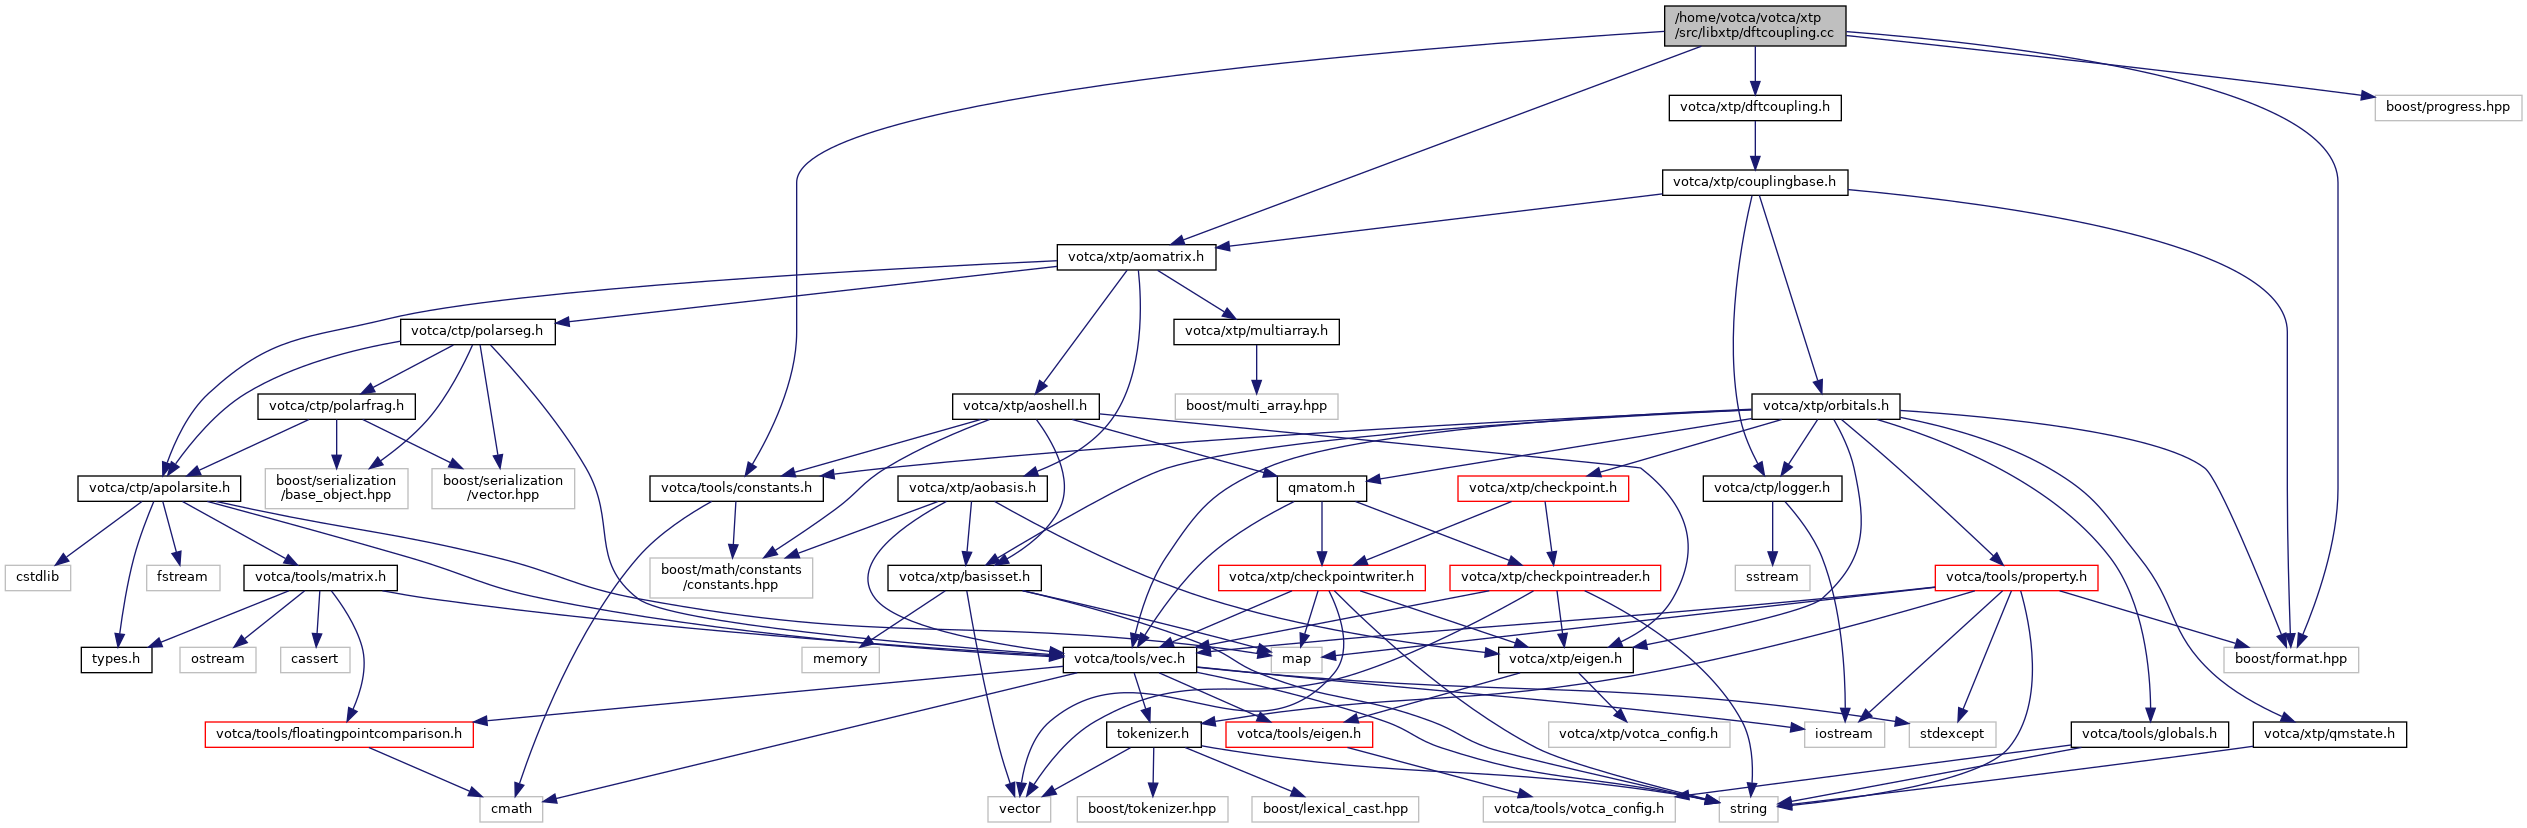 /home/votca/votca/xtp
/src/libxtp/dftcoupling.cc
votca/xtp/dftcoupling.h
boost/progress.hpp
votca/xtp/couplingbase.h
votca/xtp/aomatrix.h
votca/ctp/polarseg.h
votca/xtp/multiarray.h
votca/ctp/polarfrag.h
votca/xtp/aoshell.h
boost/multi_array.hpp
votca/xtp/orbitals.h
votca/ctp/apolarsite.h
boost/serialization
/base_object.hpp
boost/serialization
/vector.hpp
votca/tools/constants.h
votca/xtp/aobasis.h
qmatom.h
votca/xtp/checkpoint.h
votca/ctp/logger.h
cstdlib
fstream
votca/tools/matrix.h
boost/math/constants
/constants.hpp
votca/xtp/basisset.h
votca/xtp/checkpointwriter.h
votca/xtp/checkpointreader.h
sstream
votca/tools/property.h
types.h
ostream
cassert
memory
votca/tools/vec.h
map
votca/xtp/eigen.h
boost/format.hpp
votca/tools/floatingpointcomparison.h
tokenizer.h
votca/tools/eigen.h
votca/xtp/votca_config.h
iostream
stdexcept
votca/tools/globals.h
votca/xtp/qmstate.h
cmath
vector
boost/tokenizer.hpp
boost/lexical_cast.hpp
votca/tools/votca_config.h
string